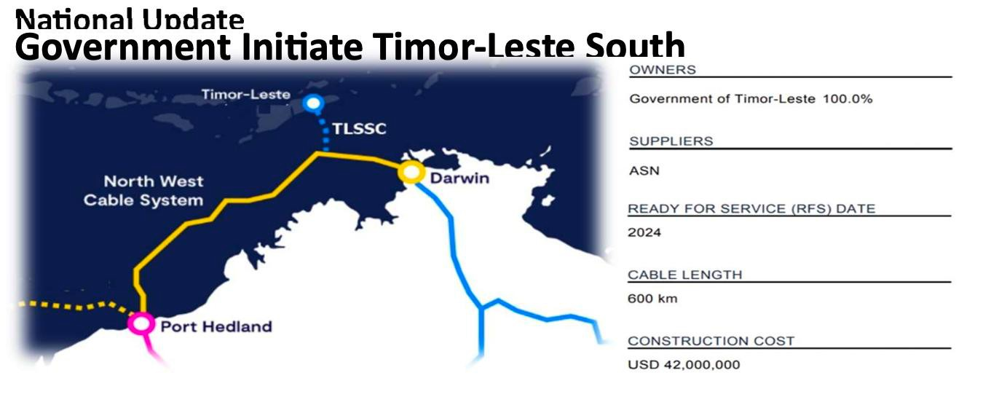 National Update
Government Initiate Timor-Leste South
Timor-Leste
TLSSC
North West
Cable System
Darwin
Port Hedland
OWNERS
Government of Timor-Leste 100.0%
SUPPLIERS
ASN
READY FOR SERVICE (RFS) DATE
2024
CABLE LENGTH
600 km
CONSTRUCTION COST
USD 42,000,000